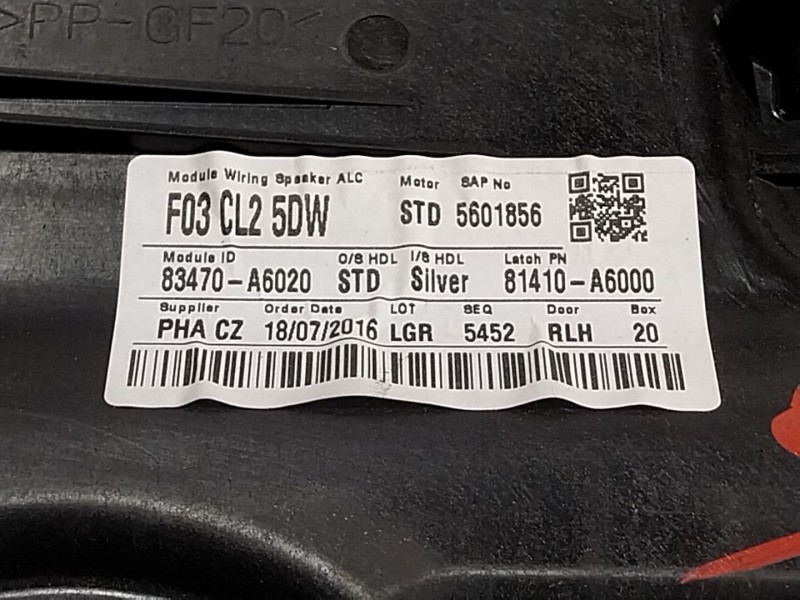 >PP-GF20<
Module Wiring Speaker ALC Motor SAP No
F03 CL2 5DW STD 5601856
Module ID O/S HDL I/S HDL Latch PN
83470-A6020 STD Silver 81410-A6000
Supplier Order Date LOT SEQ Door Box
PHA CZ 18/07/2016 LGR 5452 RLH 20